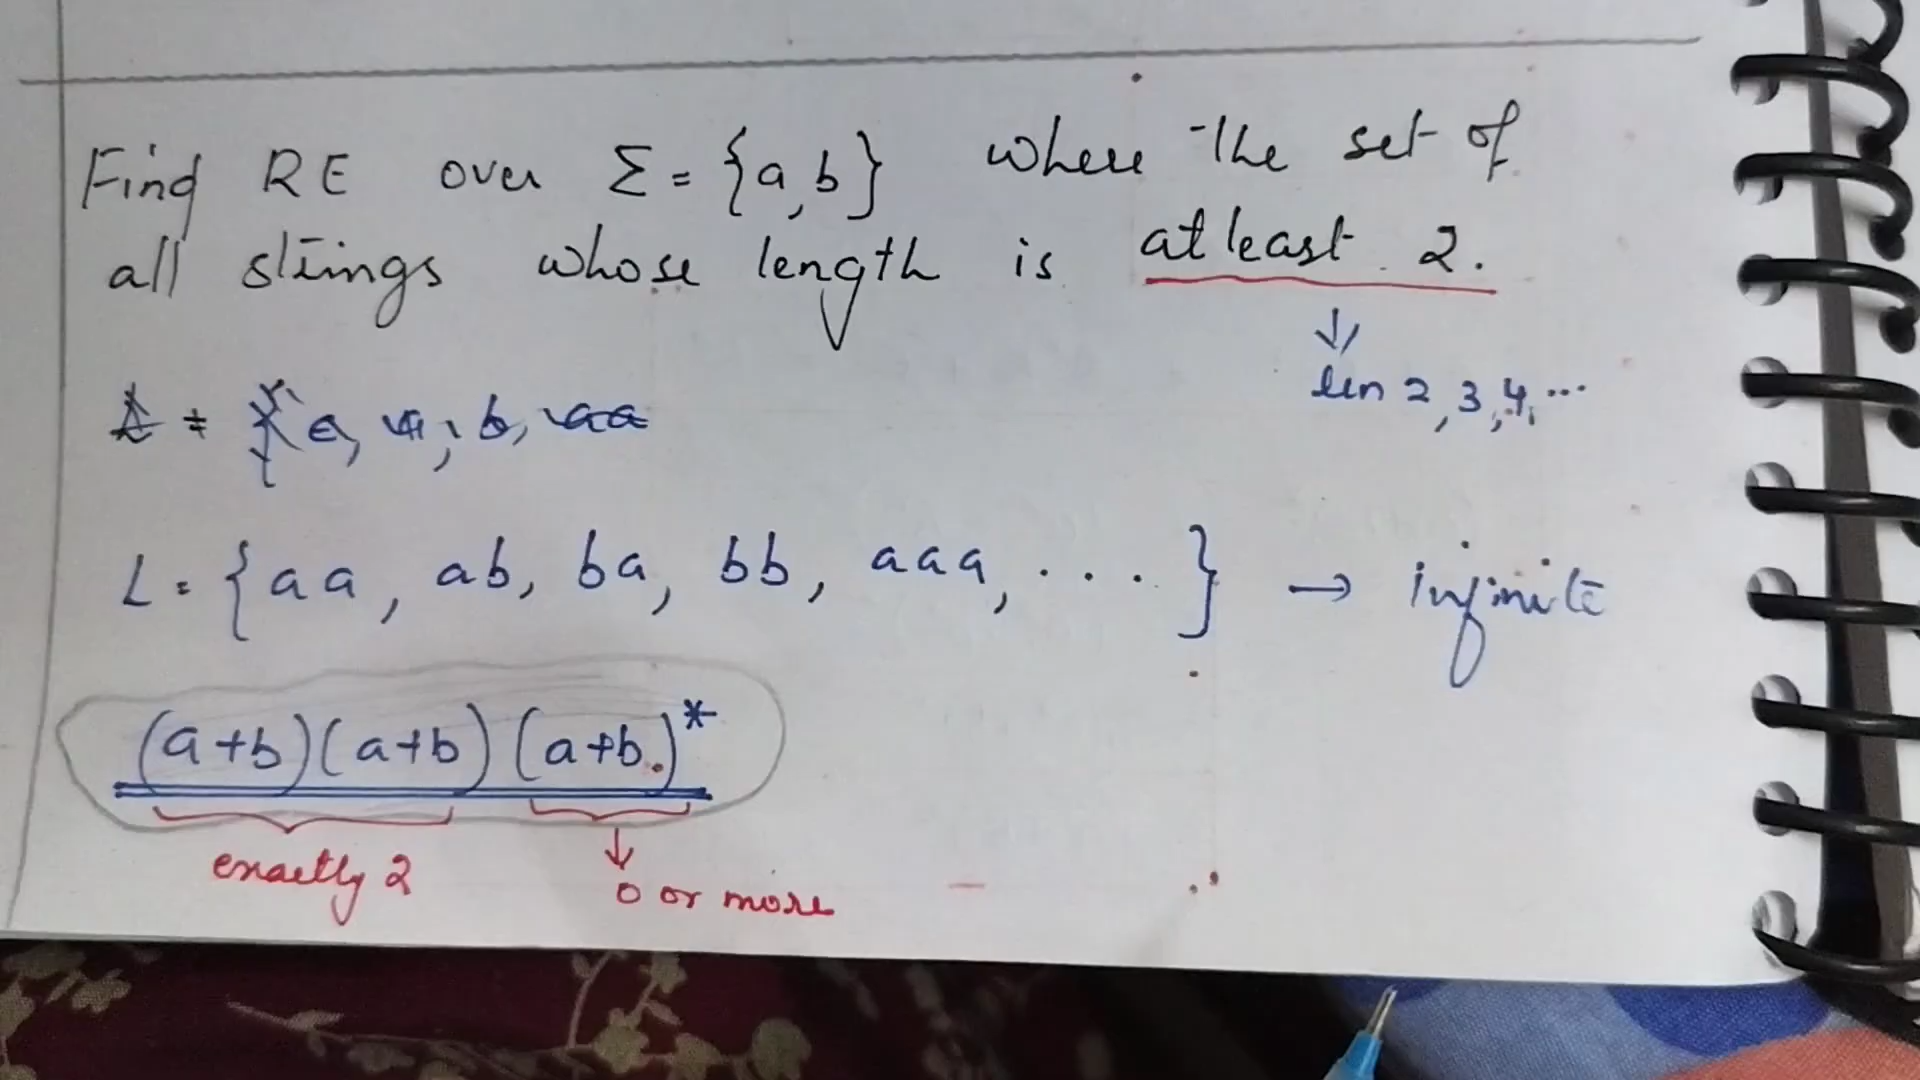 Find RE over Σ = {a, b} where the set of
all strings whose length is atleast 2.
↓
len 2, 3, 4, ...
L = {aa, ab, ba, bb, aaa, . . . } → infinite
(a+b)(a+b)(a+b)*
exactly 2
↓
0 or more